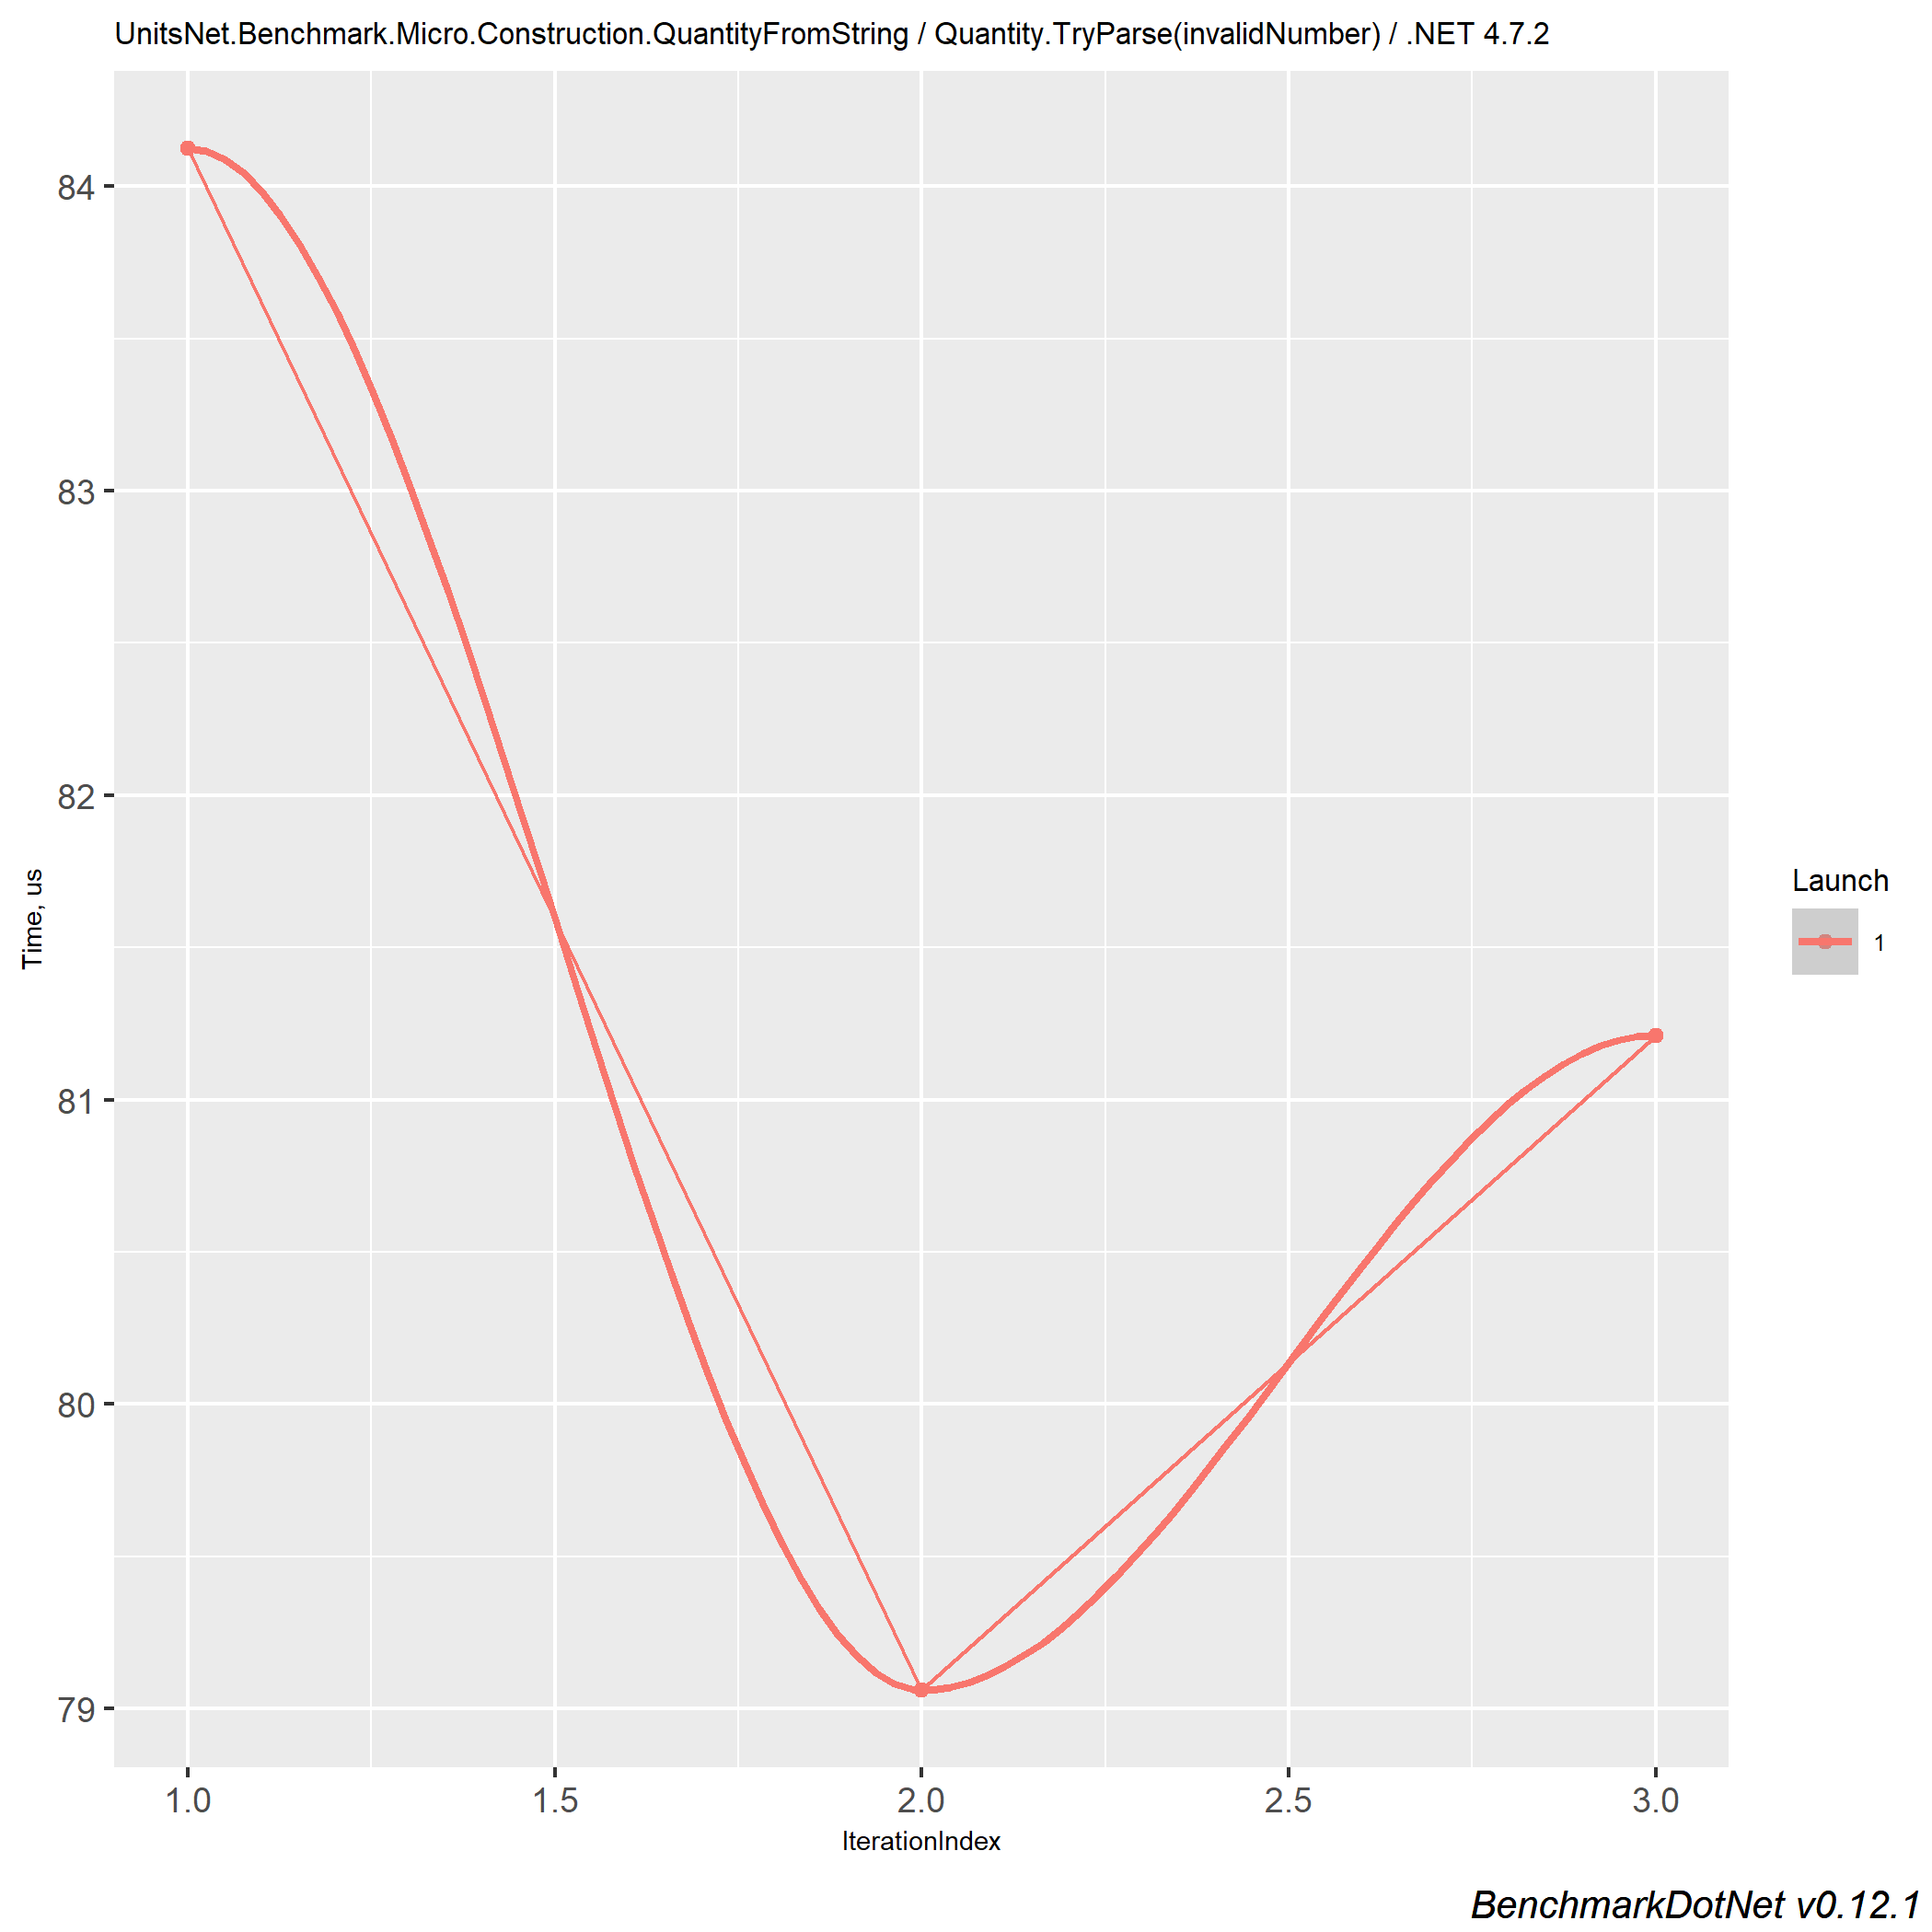 UnitsNet.Benchmark.Micro.Construction.QuantityFromString / Quantity.TryParse(invalidNumber) / .NET 4.7.2
84
83
82
81
80
79
Time, us
1.0 1.5 2.0 2.5 3.0
IterationIndex
Launch
1
BenchmarkDotNet v0.12.1